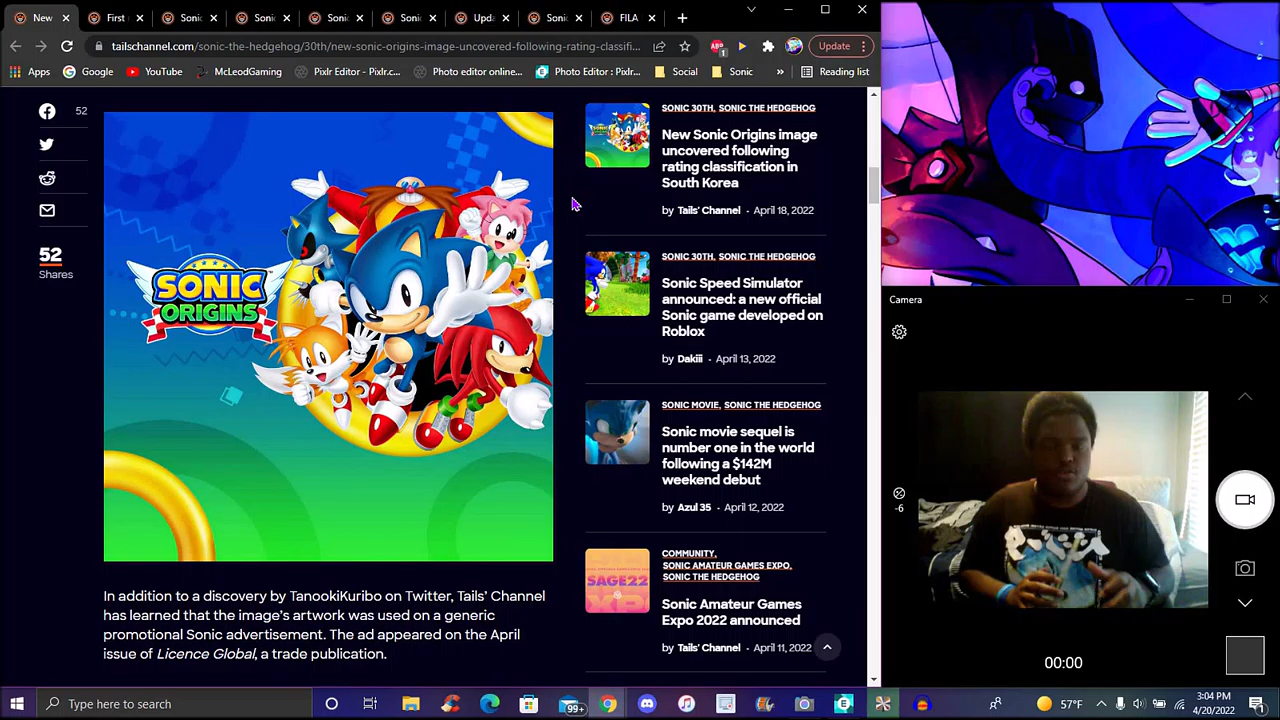 New
First
Sonic
Sonic
Sonic
Sonic
Upda
Sonic
FILA
tailschannel.com/sonic-the-hedgehog/30th/new-sonic-origins-image-uncovered-following-rating-classifi...
1
Update
Apps
Google
YouTube
McLeodGaming
Pixlr Editor - Pixlr.c...
Photo editor online...
Photo Editor : Pixlr...
Social
Sonic
»
Reading list
52
52
Shares
SONIC
ORIGINS
In addition to a discovery by TanookiKuribo on Twitter, Tails' Channel
has learned that the image's artwork was used on a generic
promotional Sonic advertisement. The ad appeared on the April
issue of Licence Global, a trade publication.
SONIC 30TH, SONIC THE HEDGEHOG
New Sonic Origins image
uncovered following
rating classification in
South Korea
by Tails' Channel • April 18, 2022
SONIC 30TH, SONIC THE HEDGEHOG
Sonic Speed Simulator
announced: a new official
Sonic game developed on
Roblox
by Dakiii • April 13, 2022
SONIC MOVIE, SONIC THE HEDGEHOG
Sonic movie sequel is
number one in the world
following a $142M
weekend debut
by Azul 35 • April 12, 2022
SAGE22
COMMUNITY,
SONIC AMATEUR GAMES EXPO,
SONIC THE HEDGEHOG
Sonic Amateur Games
Expo 2022 announced
by Tails' Channel • April 11, 2022
Camera
-6
00:00
Type here to search
99+
57°F
3:04 PM
4/20/2022
1